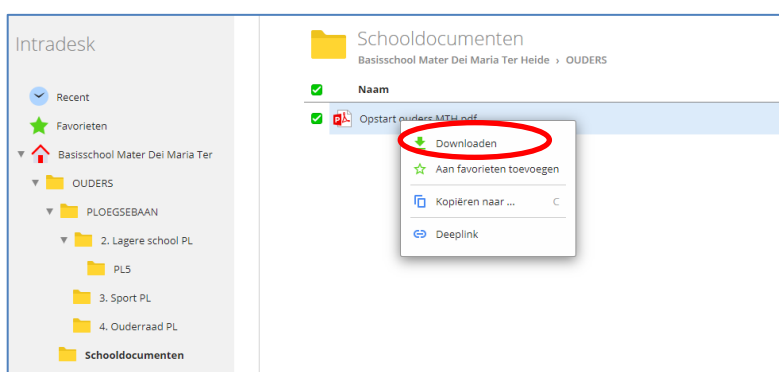 Intradesk
Recent
Favorieten
Basisschool Mater Dei Maria Ter
OUDERS
PLOEGSEBAAN
2. Lagere school PL
PL5
3. Sport PL
4. Ouderraad PL
Schooldocumenten
Schooldocumenten
Basisschool Mater Dei Maria Ter Heide › OUDERS
Naam
Opstart ouders MTH.pdf
Downloaden
Aan favorieten toevoegen
Kopiëren naar ... C
Deeplink